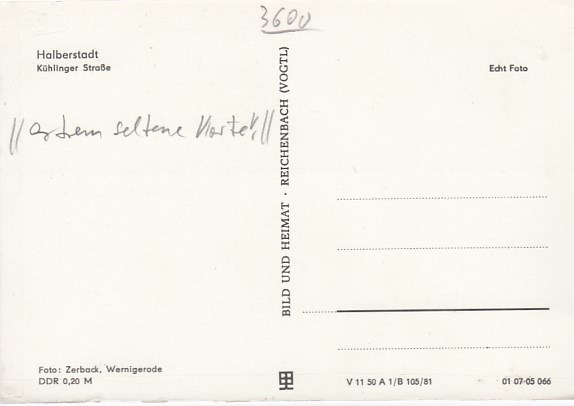 3600
Halberstadt
Kühlinger Straße
Echt Foto
// extrem seltene Karte!, //
BILD UND HEIMAT · REICHENBACH (VOGTL)
Foto: Zerback, Wernigerode
DDR 0,20 M
V 11 50 A 1/B 105/81
01 07-05 066